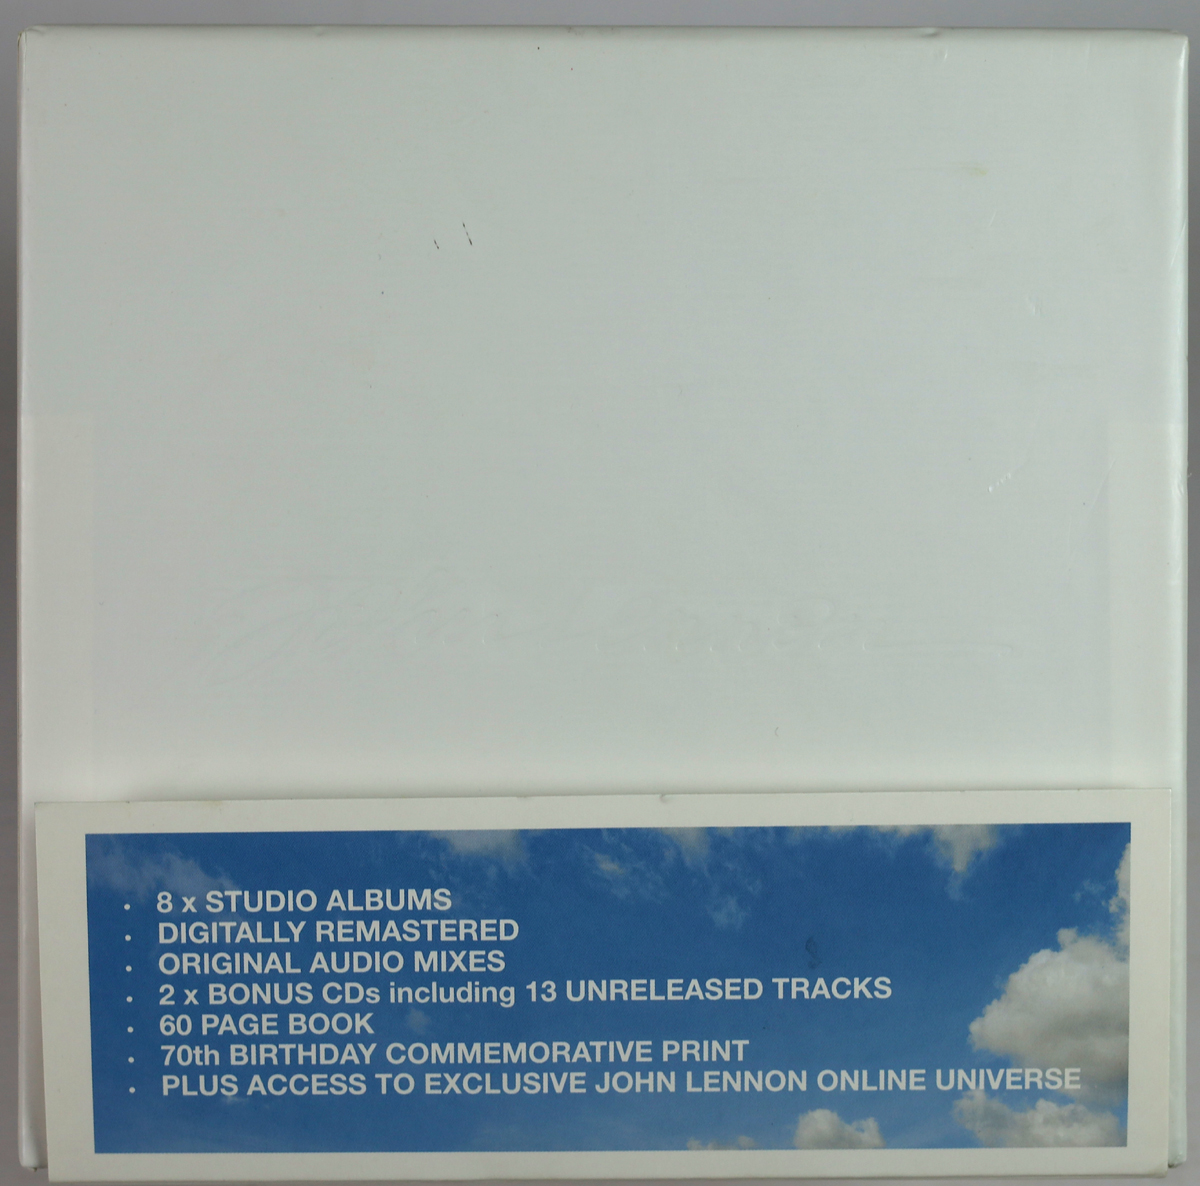 · 8 x STUDIO ALBUMS
· DIGITALLY REMASTERED
· ORIGINAL AUDIO MIXES
· 2 x BONUS CDs including 13 UNRELEASED TRACKS
· 60 PAGE BOOK
· 70th BIRTHDAY COMMEMORATIVE PRINT
· PLUS ACCESS TO EXCLUSIVE JOHN LENNON ONLINE UNIVERSE